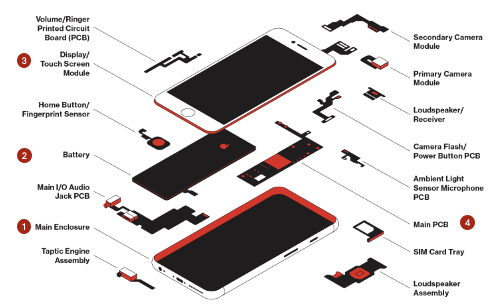 Volume/Ringer
Printed Circuit
Board (PCB)
3
Display/
Touch Screen
Module
Home Button/
Fingerprint Sensor
2
Battery
Main I/O Audio
Jack PCB
1
Main Enclosure
Taptic Engine
Assembly
Secondary Camera
Module
Primary Camera
Module
Loudspeaker/
Receiver
Camera Flash/
Power Button PCB
Ambient Light
Sensor Microphone
PCB
Main PCB
4
SIM Card Tray
Loudspeaker
Assembly